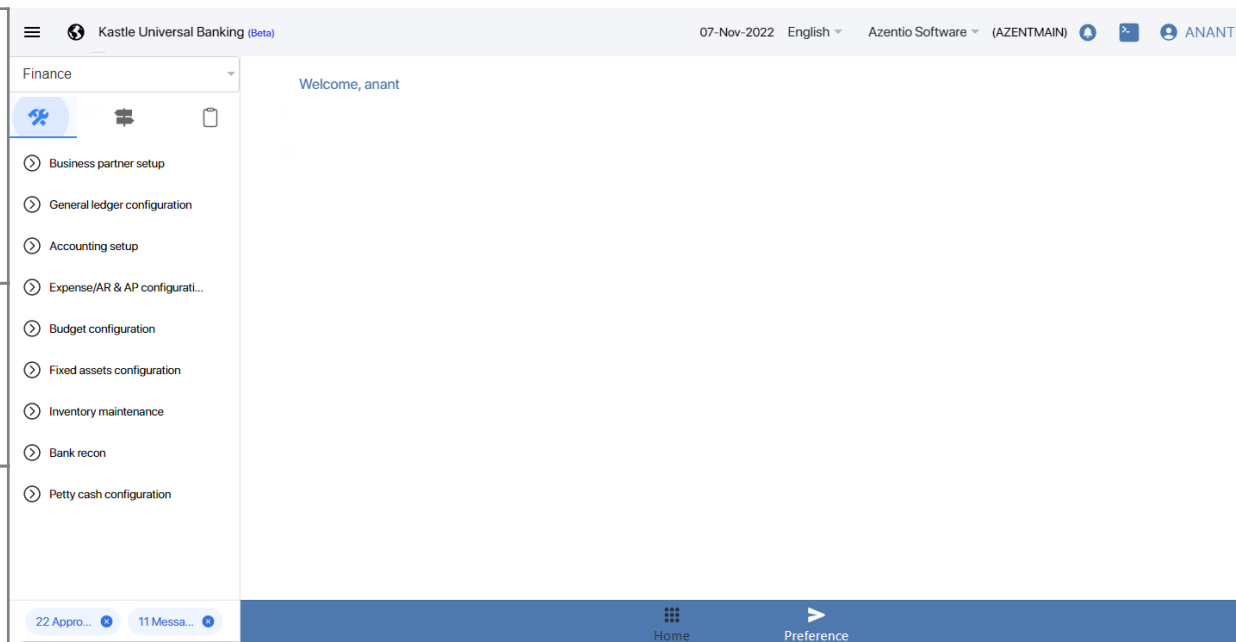 Kastle Universal Banking (Beta)
07-Nov-2022 English Azentio Software (AZENTMAIN) ANANT
Finance
Welcome, anant
Business partner setup
General ledger configuration
Accounting setup
Expense/AR & AP configurati...
Budget configuration
Fixed assets configuration
Inventory maintenance
Bank recon
Petty cash configuration
22 Appro... 11 Messa...
Home Preference